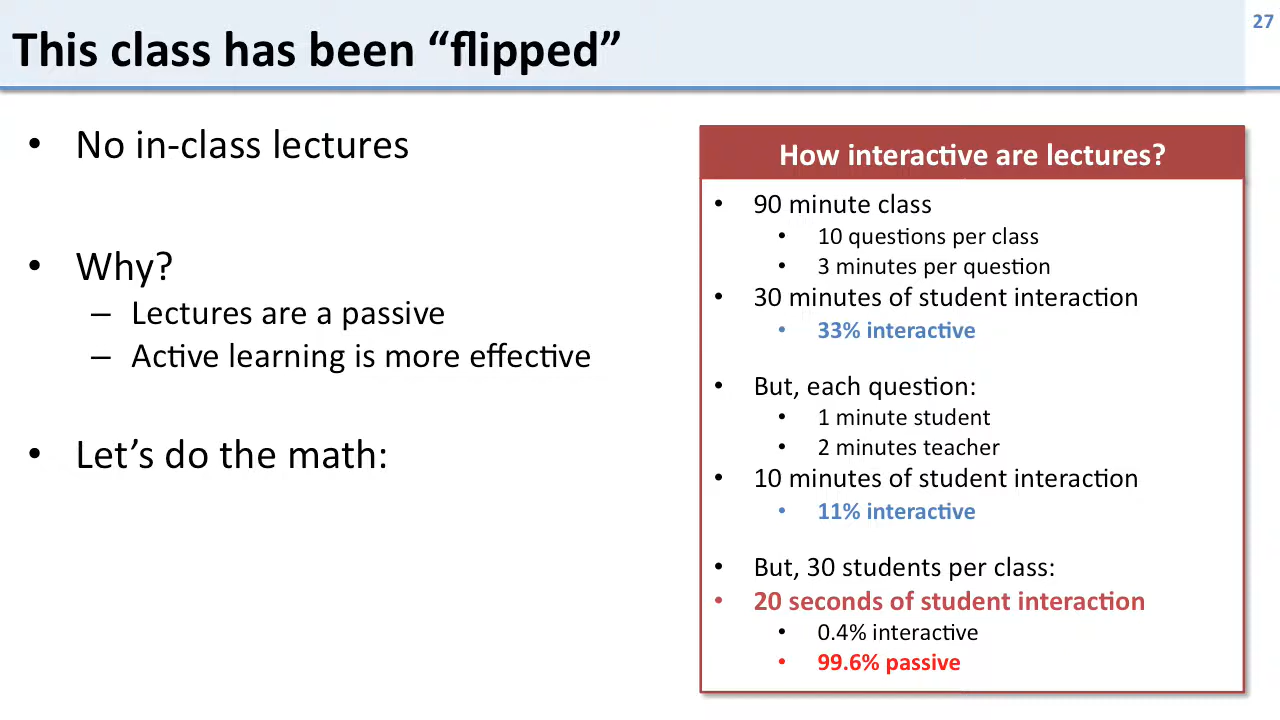 27
This class has been “flipped”
• No in-class lectures
• Why?
– Lectures are a passive
– Active learning is more effective
• Let’s do the math:
How interactive are lectures?
• 90 minute class
• 10 questions per class
• 3 minutes per question
• 30 minutes of student interaction
• 33% interactive
• But, each question:
• 1 minute student
• 2 minutes teacher
• 10 minutes of student interaction
• 11% interactive
• But, 30 students per class:
• 20 seconds of student interaction
• 0.4% interactive
• 99.6% passive